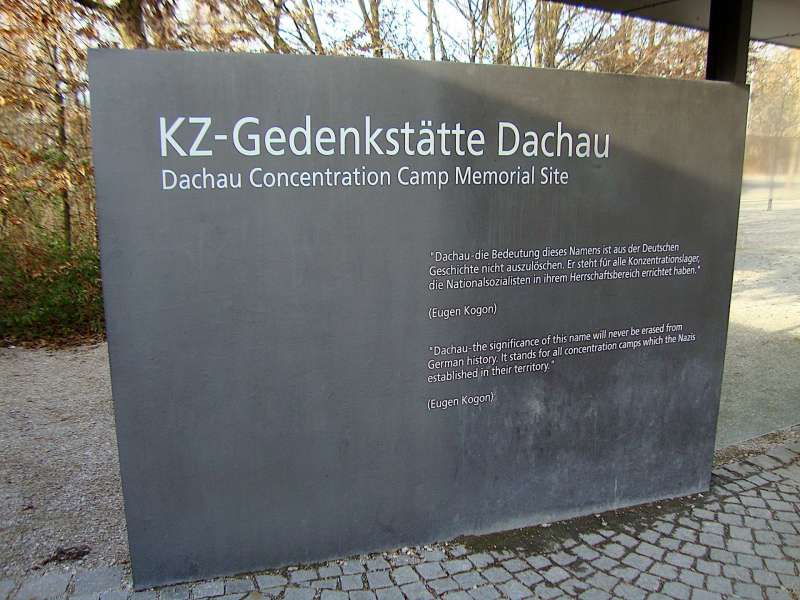 KZ-Gedenkstätte Dachau
Dachau Concentration Camp Memorial Site
"Dachau-die Bedeutung dieses Namens ist aus der Deutschen
Geschichte nicht auszulöschen. Er steht für alle Konzentrationslager,
die Nationalsozialisten in ihrem Herrschaftsbereich errichtet haben."
(Eugen Kogon)
"Dachau-the significance of this name will never be erased from
German history. It stands for all concentration camps which the Nazis
established in their territory."
(Eugen Kogon)